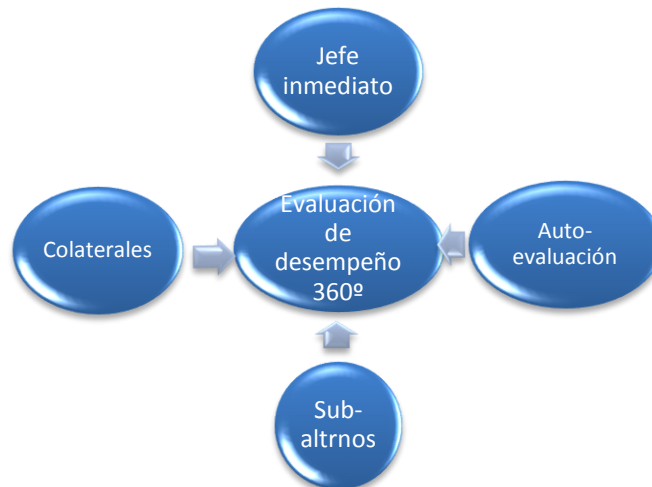 Jefe
inmediato
Evaluación
de
desempeño
360º
Colaterales
Auto-
evaluación
Sub-
altrnos